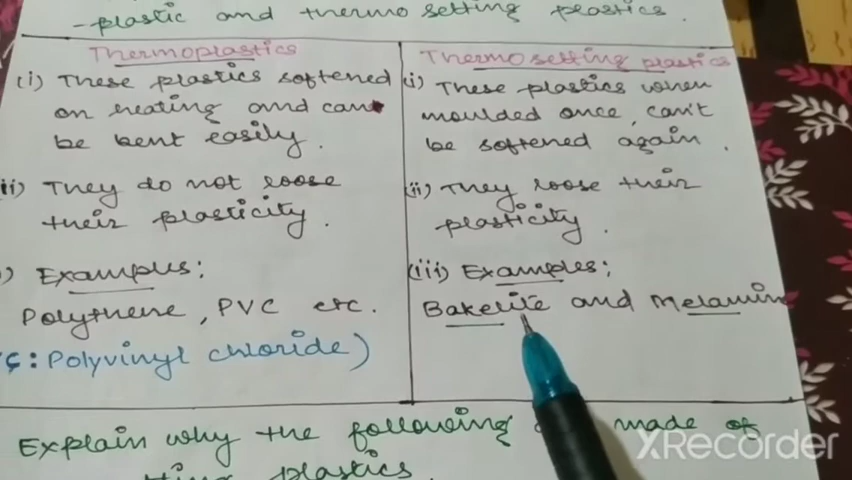 -plastic and thermo setting plastics.
Thermoplastics
(i) These plastics softened
on heating and can
be bent easily.
ii) They do not loose
their plasticity.
) Examples:
Polythene, PVC etc.
C: Polyvinyl chloride)
Thermosetting plastics
(i) These plastics when
moulded once, can't
be softened again.
(ii) They loose their
plasticity.
(iii) Examples:
Bakelite and Melamine
Explain why the following made of
tting plastics.
XRecorder